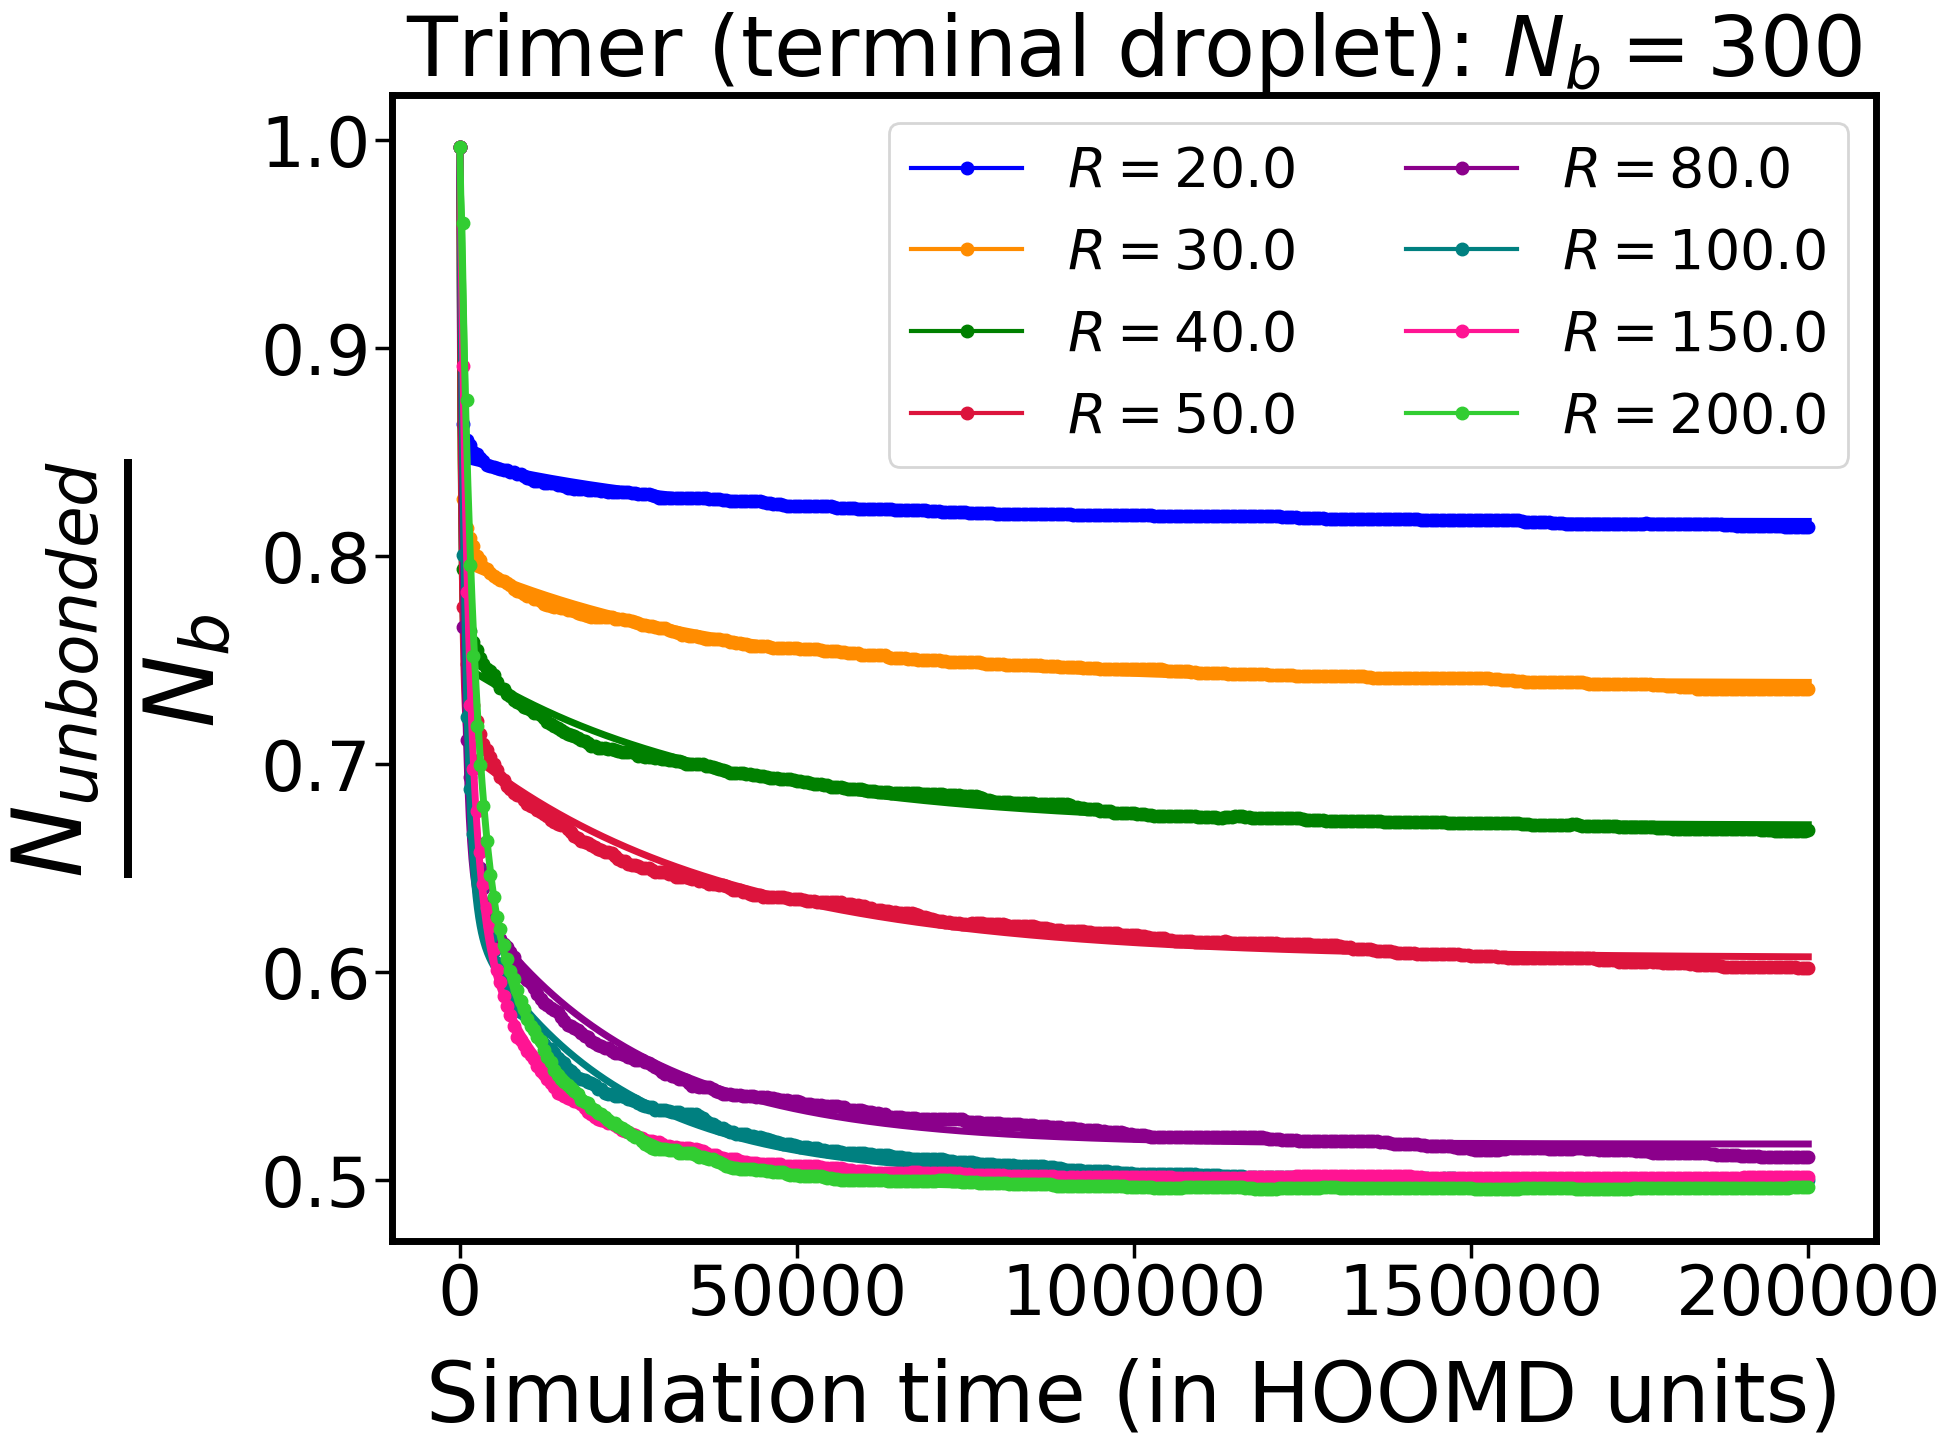 Trimer (terminal droplet): N_b = 300
N_unbonded
N_b
1.0
0.9
0.8
0.7
0.6
0.5
R = 20.0
R = 30.0
R = 40.0
R = 50.0
R = 80.0
R = 100.0
R = 150.0
R = 200.0
0 50000 100000 150000 200000
Simulation time (in HOOMD units)